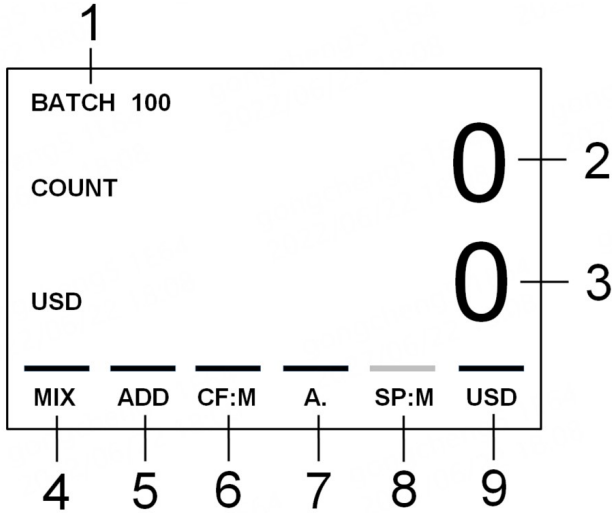 1
BATCH 100
0 2
COUNT
0 3
USD
MIX ADD CF:M A. SP:M USD
4 5 6 7 8 9